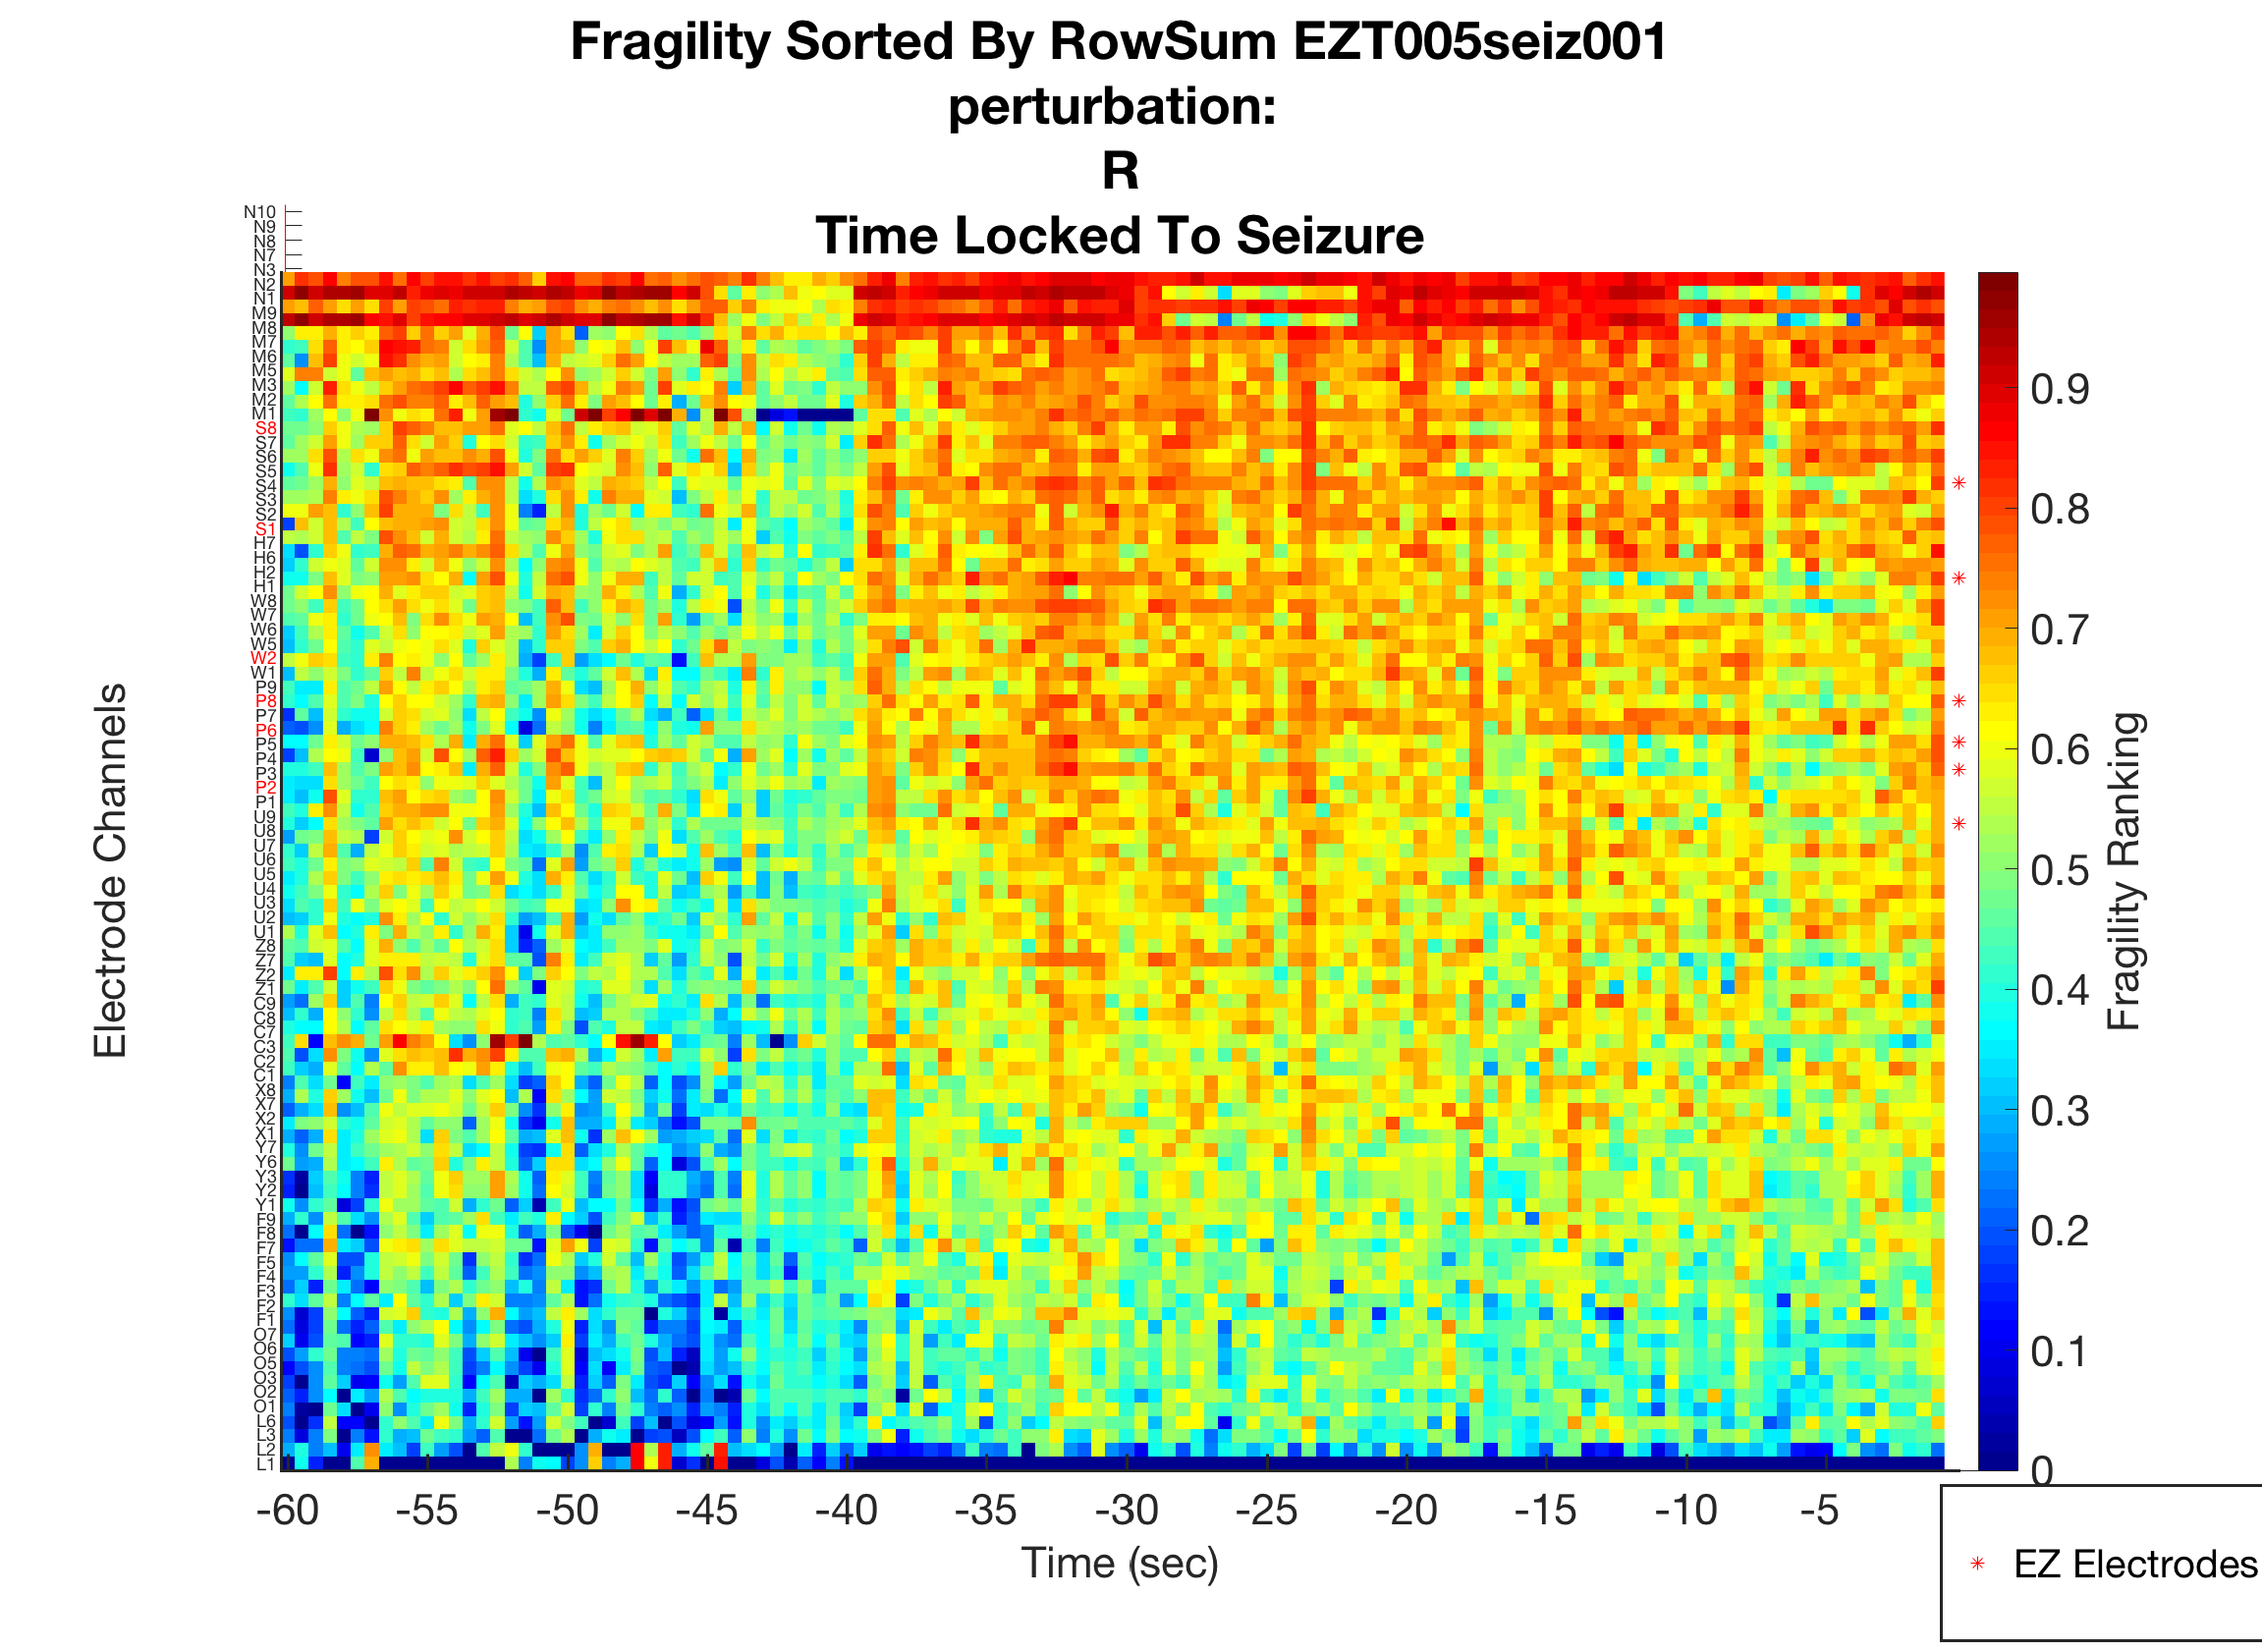 Fragility Sorted By RowSum EZT005seiz001
perturbation:
R
Time Locked To Seizure
N10
N9
N8
N7
N3
N2
N1
M9
M8
M7
M6
M5
M3
M2
M1
S8
S7
S6
S5
S4
S3
S2
S1
H7
H6
H2
H1
W8
W7
W6
W5
W2
W1
P9
P8
P7
P6
P5
P4
P3
P2
P1
U9
U8
U7
U6
U5
U4
U3
U2
U1
Z8
Z7
Z2
Z1
C9
C8
C7
C3
C2
C1
X8
X7
X2
X1
Y7
Y6
Y3
Y2
Y1
F9
F8
F7
F5
F4
F3
F2
F1
O7
O6
O5
O3
O2
O1
L6
L3
L2
L1
Electrode Channels
-60 -55 -50 -45 -40 -35 -30 -25 -20 -15 -10 -5
Time (sec)
0.9
0.8
0.7
0.6
0.5
0.4
0.3
0.2
0.1
0
Fragility Ranking
EZ Electrodes